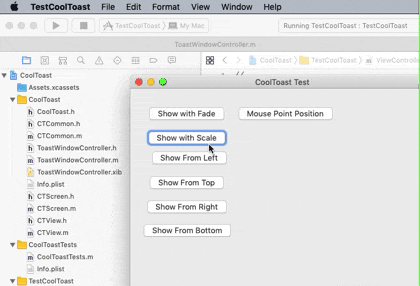 TestCoolToast File Edit Format View Window Help
TestCoolToast My Mac Running TestCoolToast : TestCoolToast
ToastWindowController.m
CoolToast
Assets.xcassets
CoolToast
CoolToast.h
CTCommon.h
CTCommon.m
ToastWindowController.h
ToastWindowController.m
ToastWindowController.xib
Info.plist
CTScreen.h
CTScreen.m
CTView.h
CTView.m
CoolToastTests
CoolToastTests.m
Info.plist
TestCoolToast
CoolToast TestCoolToast ViewControlle
//
CoolToast Test
Show with Fade Mouse Point Position
Show with Scale
Show From Left
Show From Top
Show From Right
Show From Bottom